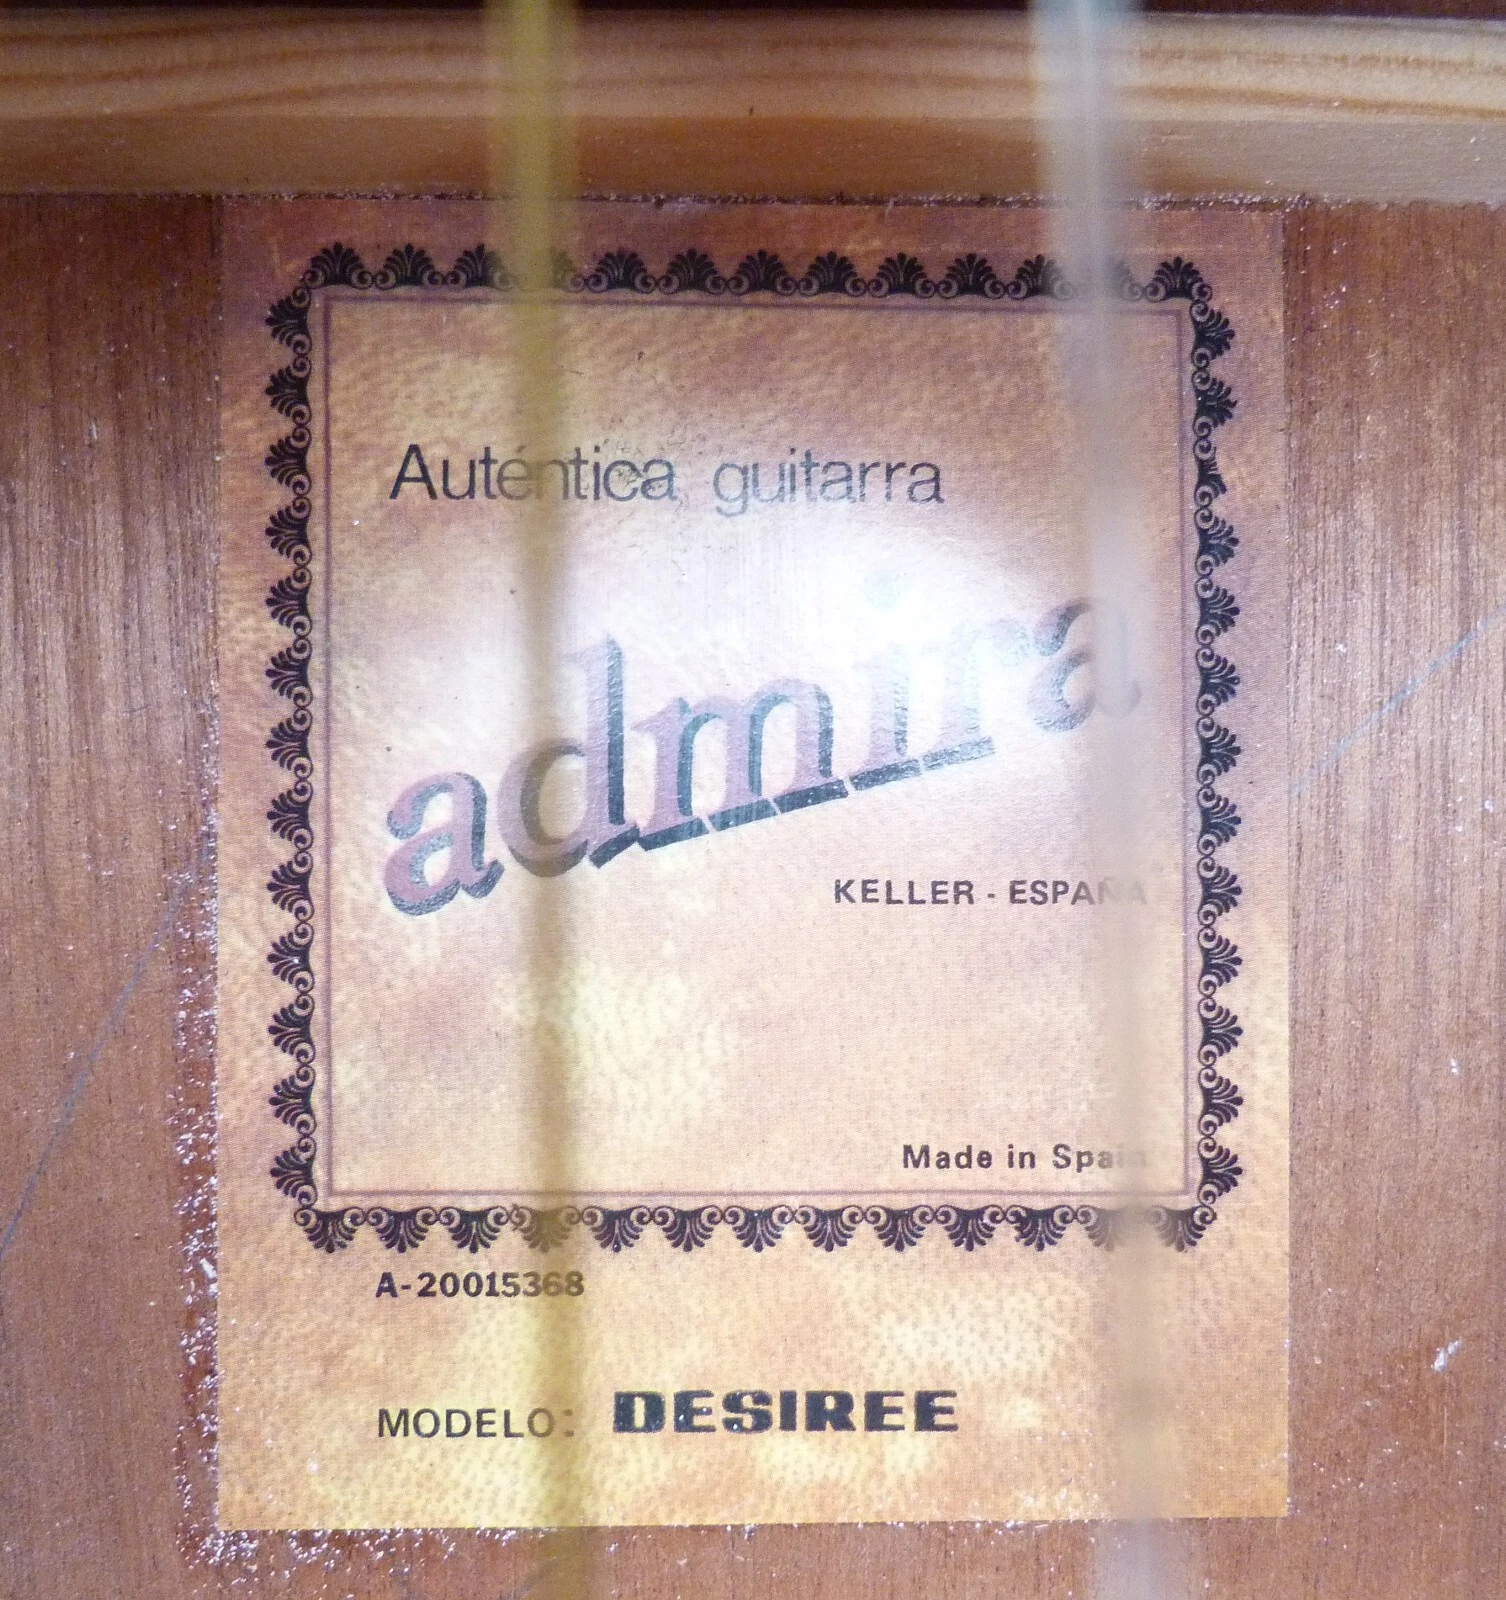 Auténtica guitarra
admira
KELLER - ESPAÑA
Made in Spain
A-20015368
MODELO: DESIREE